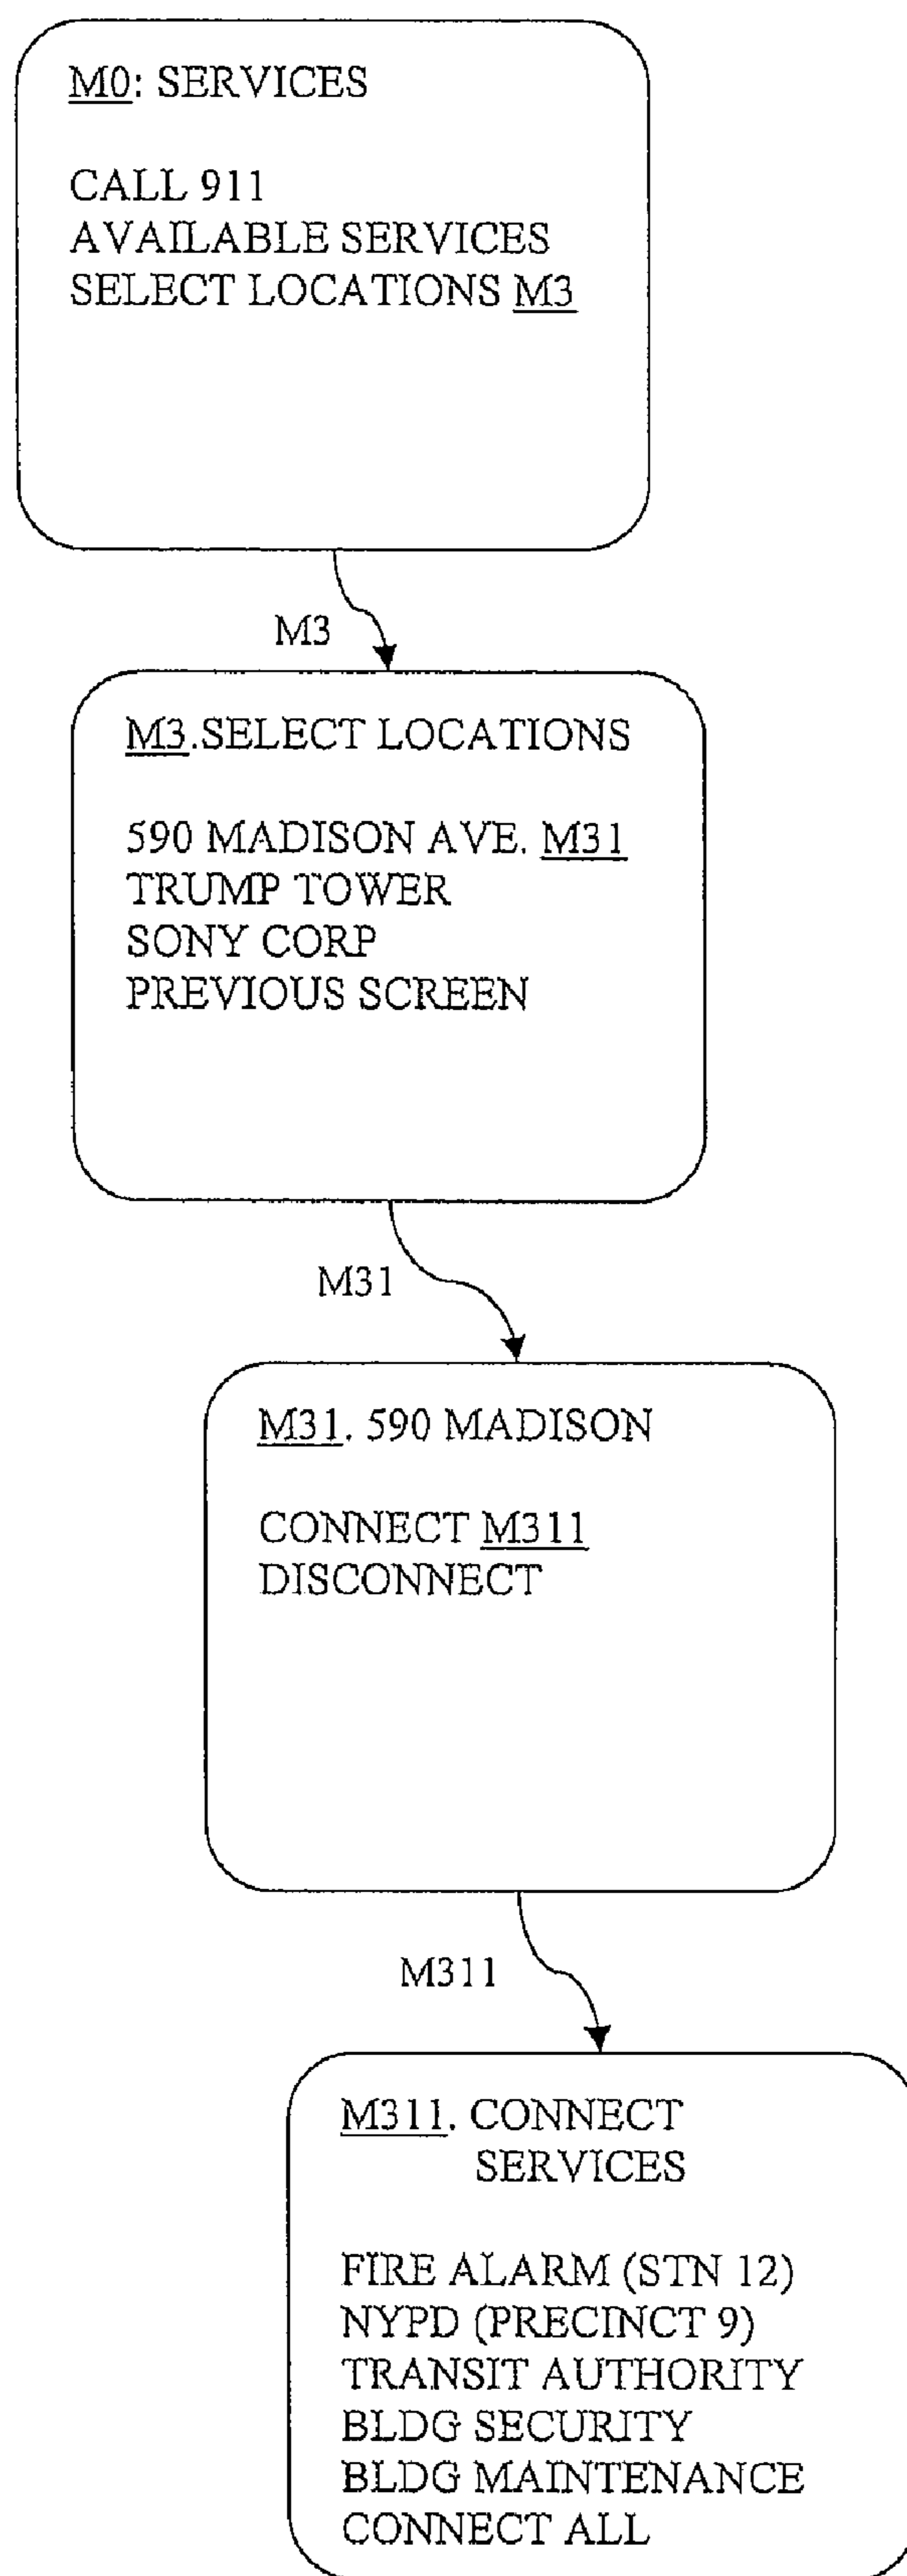 M0: SERVICES
CALL 911
AVAILABLE SERVICES
SELECT LOCATIONS M3
M3
M3.SELECT LOCATIONS
590 MADISON AVE. M31
TRUMP TOWER
SONY CORP
PREVIOUS SCREEN
M31
M31. 590 MADISON
CONNECT M311
DISCONNECT
M311
M311. CONNECT
SERVICES
FIRE ALARM (STN 12)
NYPD (PRECINCT 9)
TRANSIT AUTHORITY
BLDG SECURITY
BLDG MAINTENANCE
CONNECT ALL